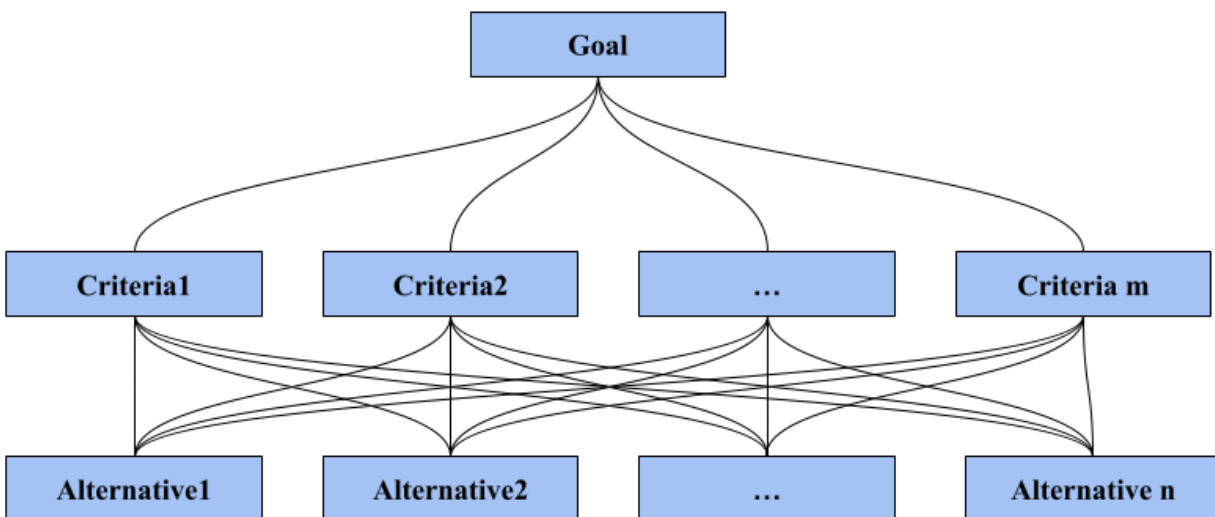 Goal
Criteria1
Criteria2
…
Criteria m
Alternative1
Alternative2
…
Alternative n